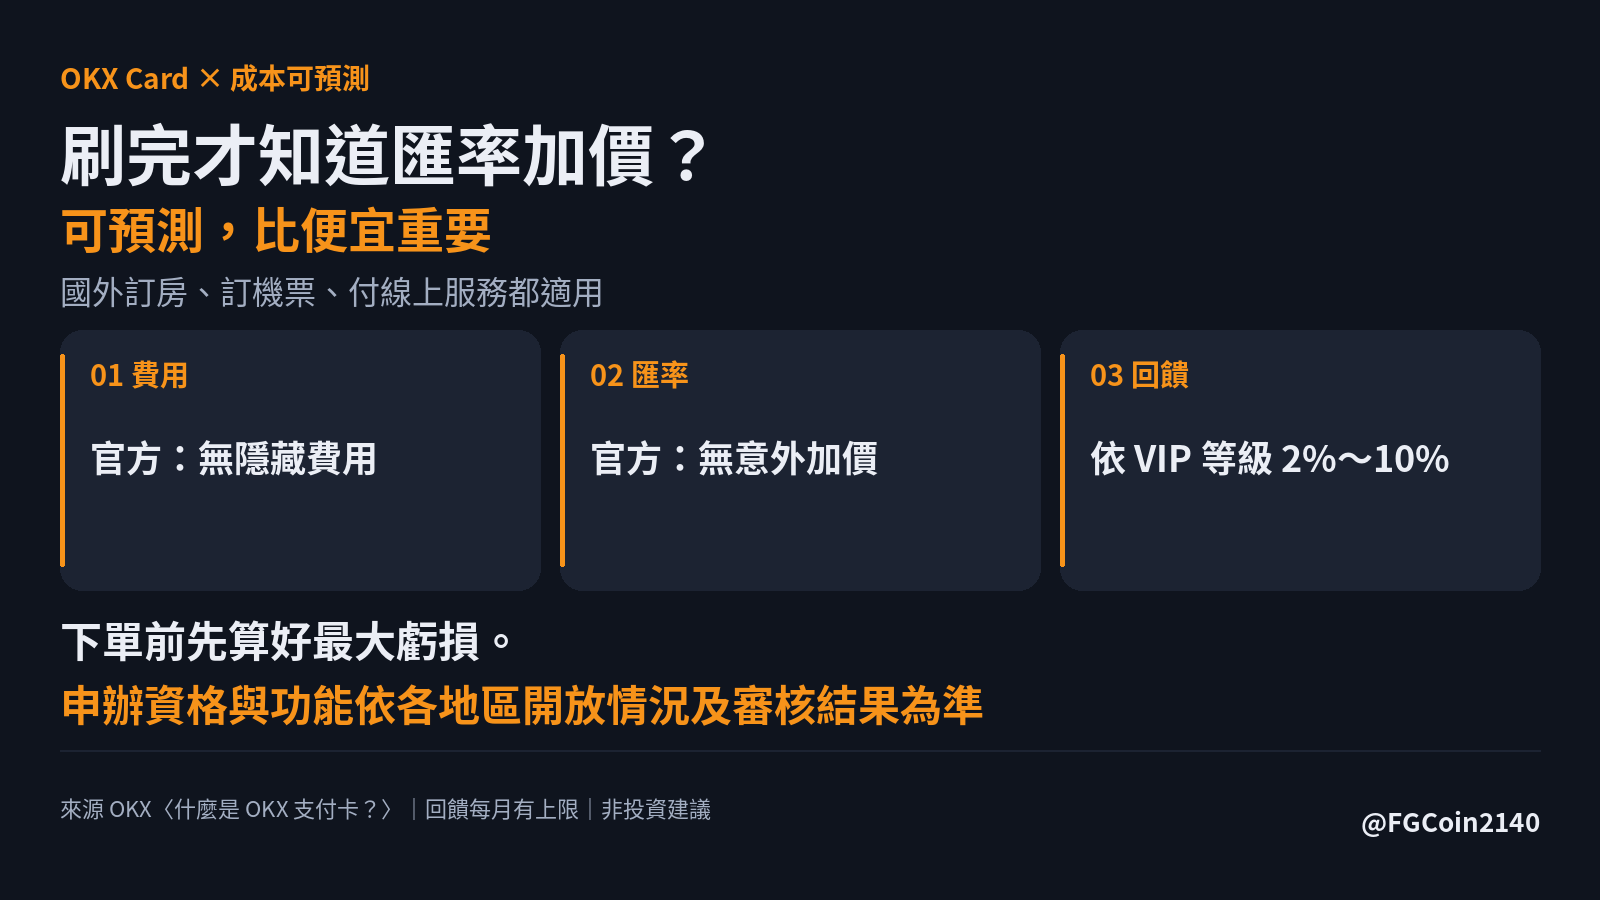 OKX Card × 成本可預測
刷完才知道匯率加價？
可預測，比便宜重要
國外訂房、訂機票、付線上服務都適用
01 費用
官方：無隱藏費用
02 匯率
官方：無意外加價
03 回饋
依 VIP 等級 2%～10%
下單前先算好最大虧損。
申辦資格與功能依各地區開放情況及審核結果為準
來源 OKX〈什麼是 OKX 支付卡？〉｜回饋每月有上限｜非投資建議
@FGCoin2140